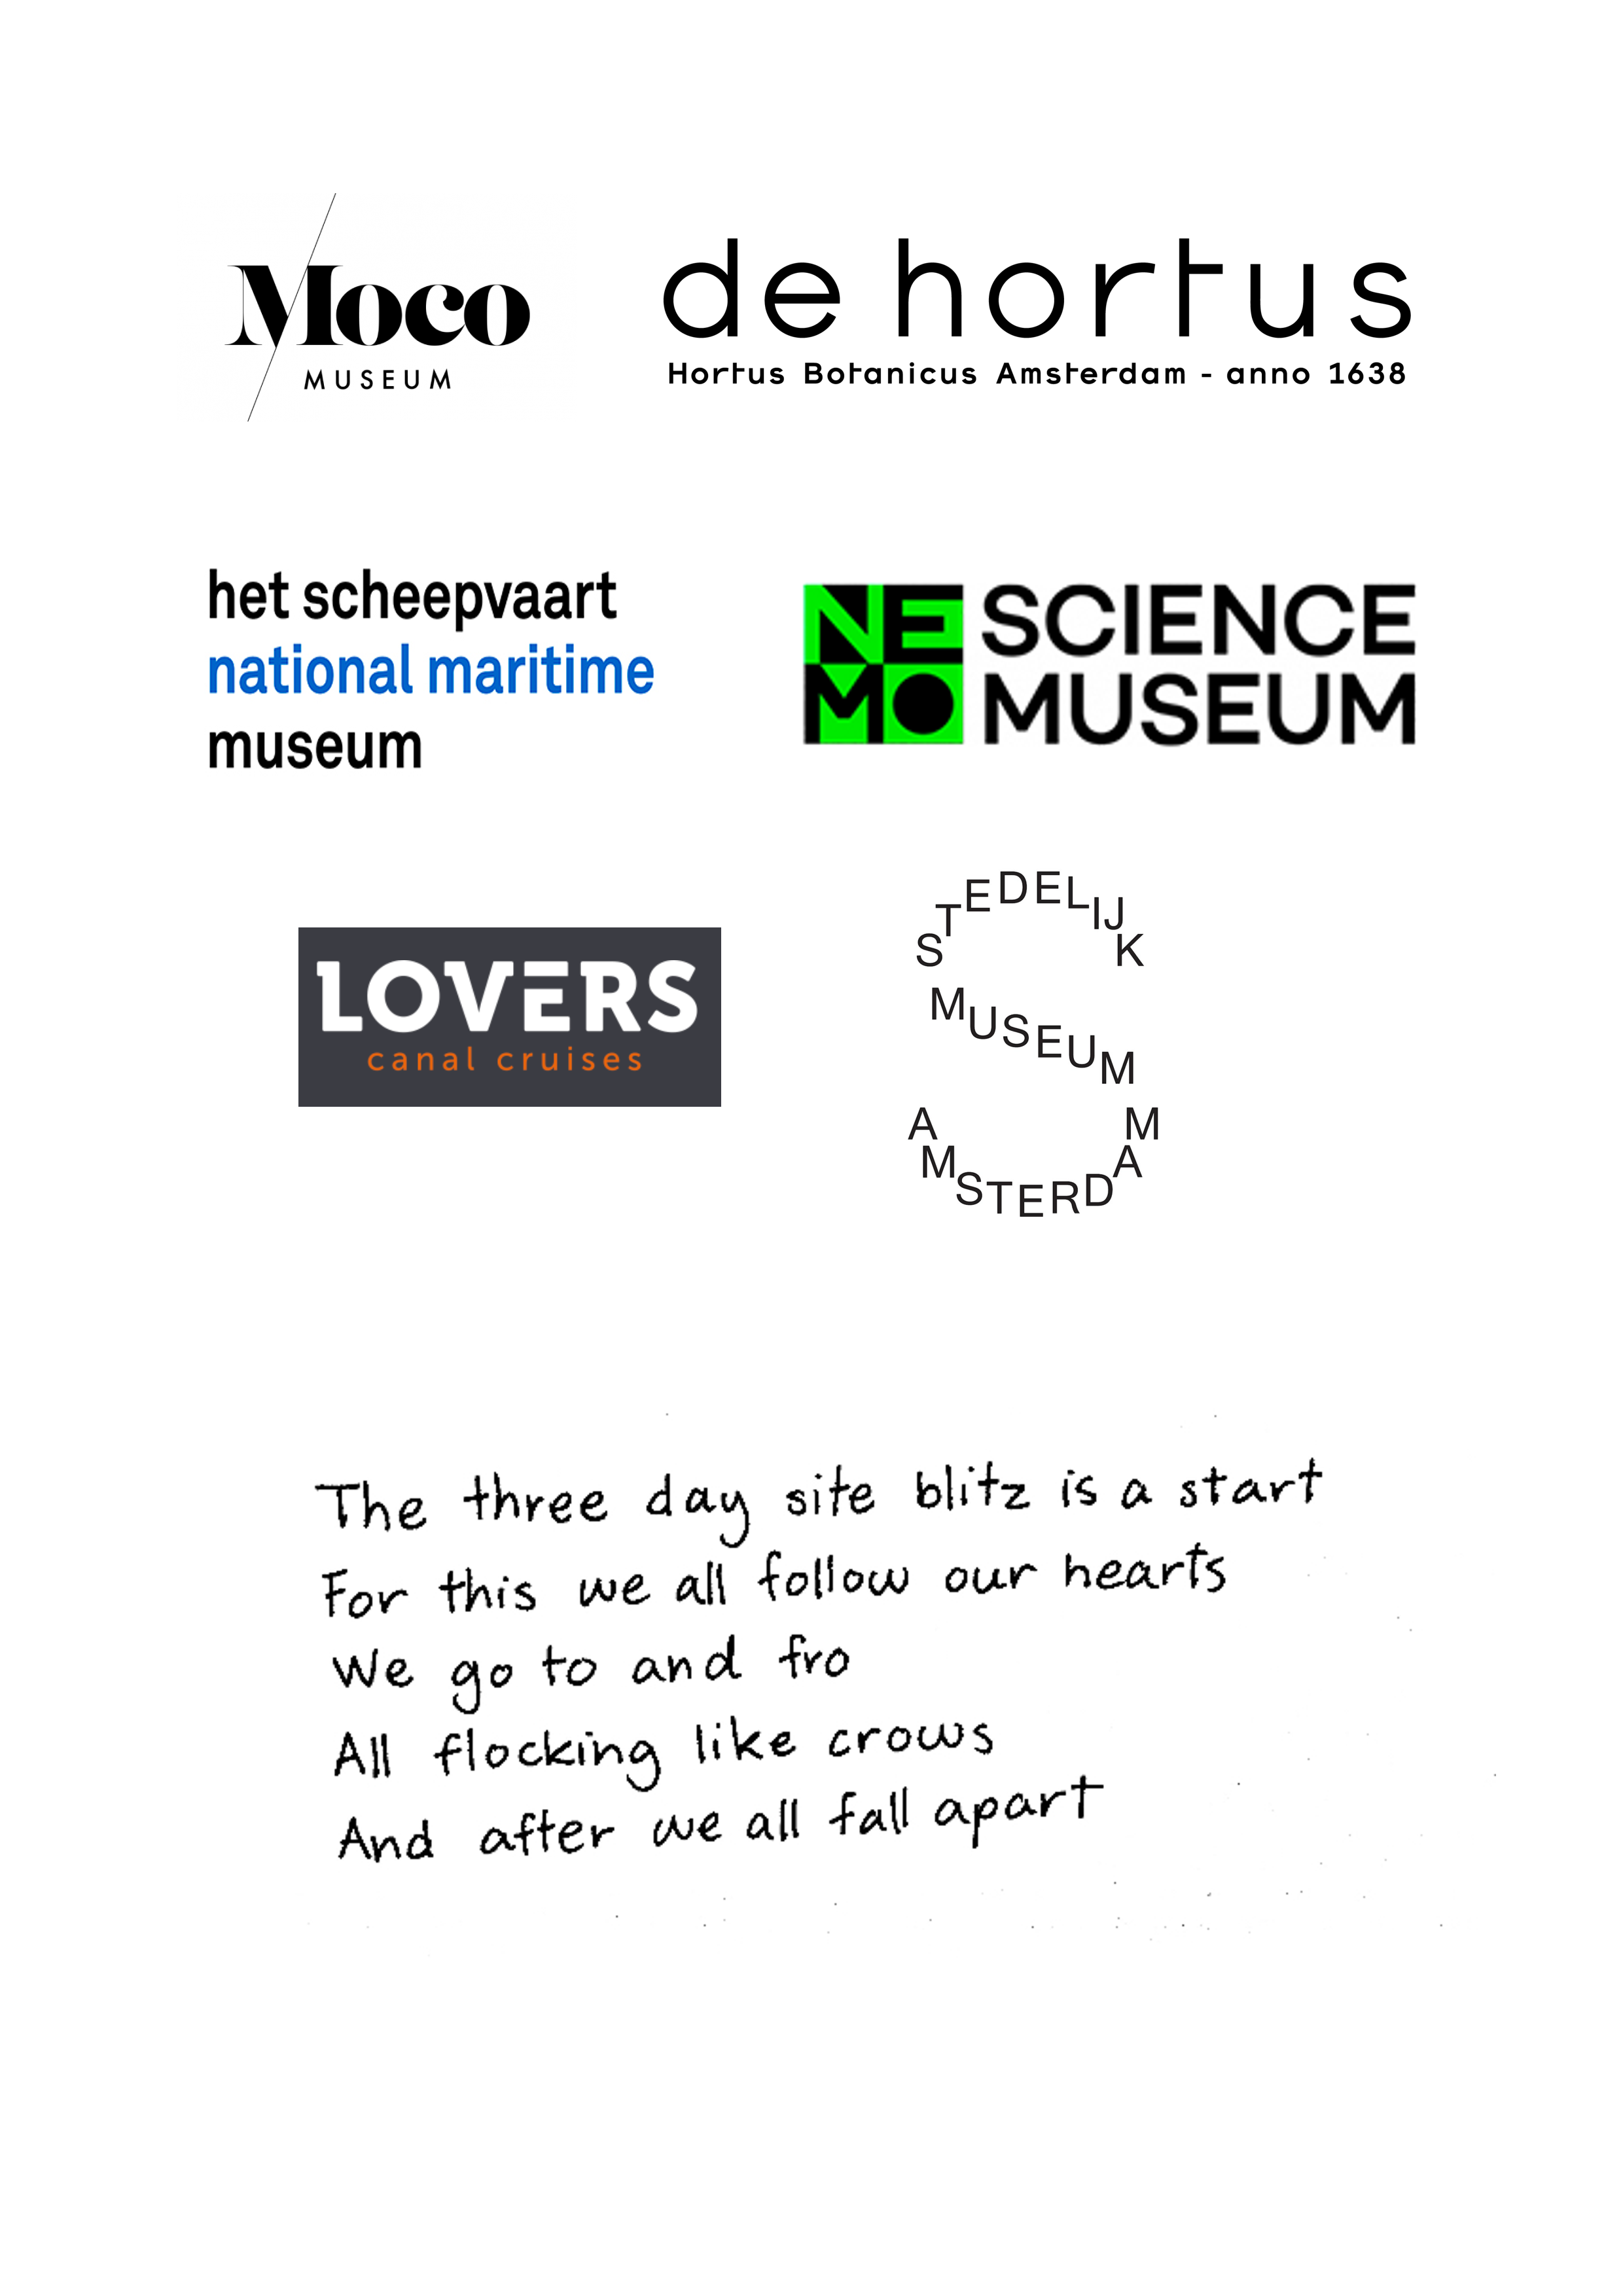 Moco
MUSEUM
de hortus
Hortus Botanicus Amsterdam - anno 1638
het scheepvaart
national maritime
museum
NE
MO
SCIENCE
MUSEUM
LOVERS
canal cruises
STEDELIJK
MUSEUM
AMSTERDAM
The three day site blitz is a start
For this we all follow our hearts
We go to and fro
All flocking like crows
And after we all fall apart